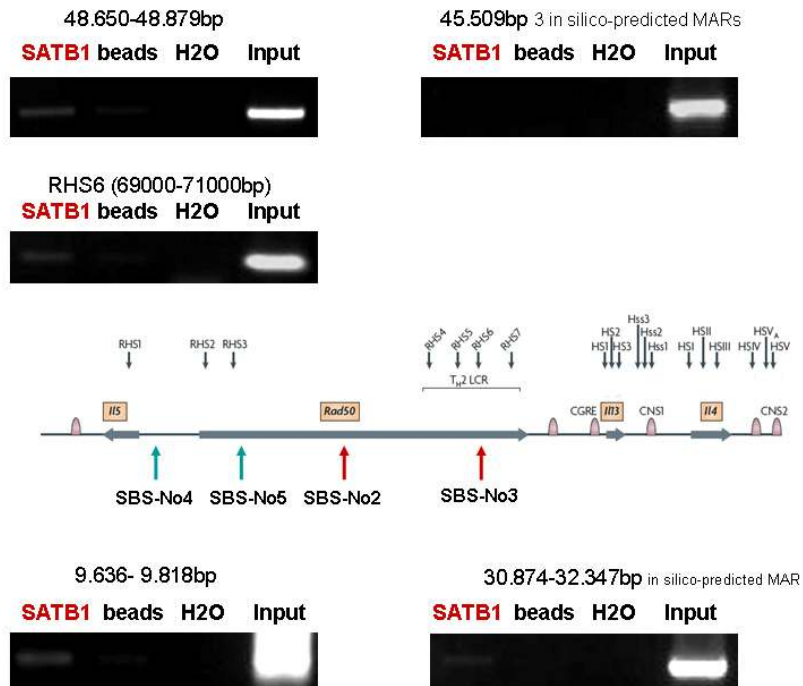 48.650-48.879bp
SATB1 beads H2O Input
45.509bp 3 in silico-predicted MARs
SATB1 beads H2O Input
RHS6 (69000-71000bp)
SATB1 beads H2O Input
RHS1 RHS2 RHS3 RHS4 RHS5 RHS6 RHS7 HS1 HS2 HS3 Hss3 Hss2 Hss1 HSI HSII HSIII HSIV HSVA HSV
TH2 LCR
Il5 Rad50 CGRE Il13 CNS1 Il4 CNS2
SBS-No4 SBS-No5 SBS-No2 SBS-No3
9.636- 9.818bp
SATB1 beads H2O Input
30.874-32.347bp in silico-predicted MAR
SATB1 beads H2O Input